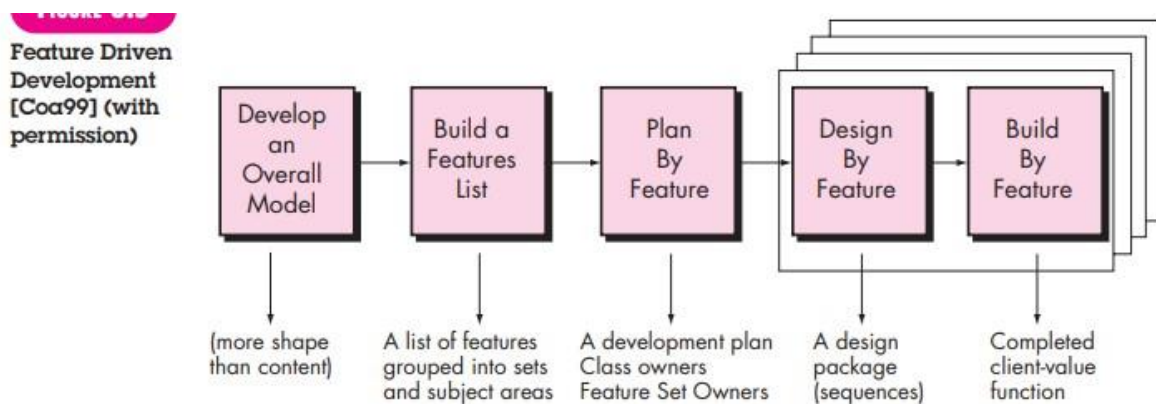 Feature Driven
Development
[Coa99] (with
permission)
Develop
an
Overall
Model
Build a
Features
List
Plan
By
Feature
Design
By
Feature
Build
By
Feature
(more shape
than content)
A list of features
grouped into sets
and subject areas
A development plan
Class owners
Feature Set Owners
A design
package
(sequences)
Completed
client-value
function